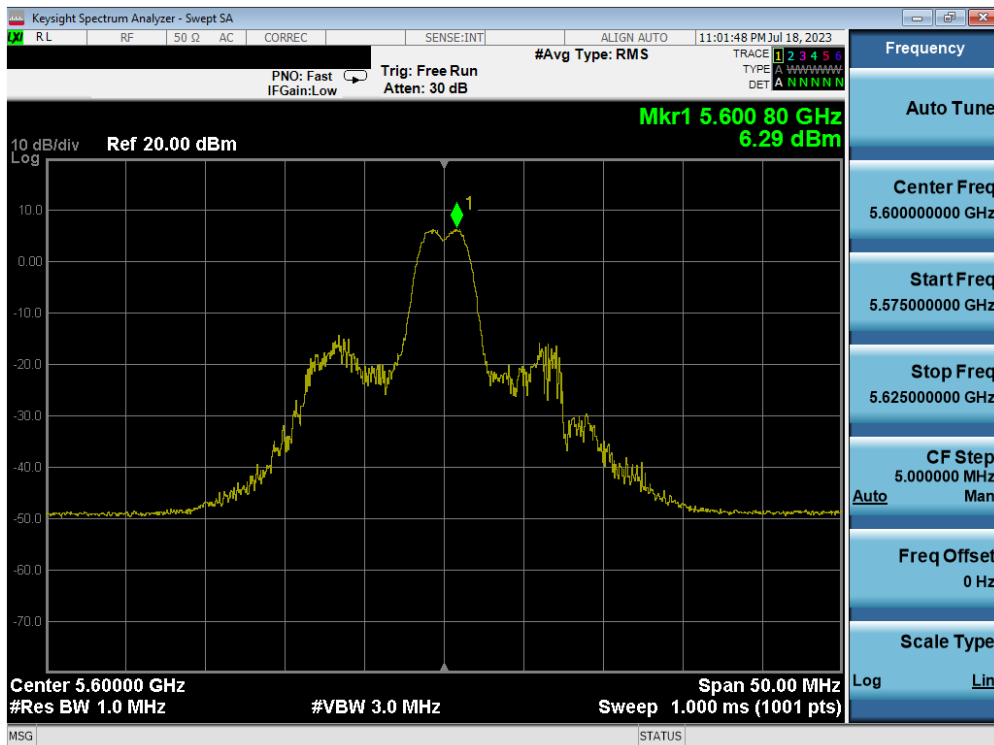 Keysight Spectrum Analyzer - Swept SA
LXI RL RF 50 Ω AC CORREC SENSE:INT ALIGN AUTO 11:01:48 PM Jul 18, 2023
#Avg Type: RMS
TRACE 1 2 3 4 5 6
TYPE A WWWWW
DET A N N N N N
PNO: Fast
IFGain:Low
Trig: Free Run
Atten: 30 dB
Mkr1 5.600 80 GHz
6.29 dBm
10 dB/div
Log
Ref 20.00 dBm
1
10.0
0.00
-10.0
-20.0
-30.0
-40.0
-50.0
-60.0
-70.0
Center 5.60000 GHz
Span 50.00 MHz
#Res BW 1.0 MHz
#VBW 3.0 MHz
Sweep 1.000 ms (1001 pts)
MSG
STATUS
Frequency
Auto Tune
Center Freq
5.600000000 GHz
Start Freq
5.575000000 GHz
Stop Freq
5.625000000 GHz
CF Step
5.000000 MHz
Auto Man
Freq Offset
0 Hz
Scale Type
Log Lin